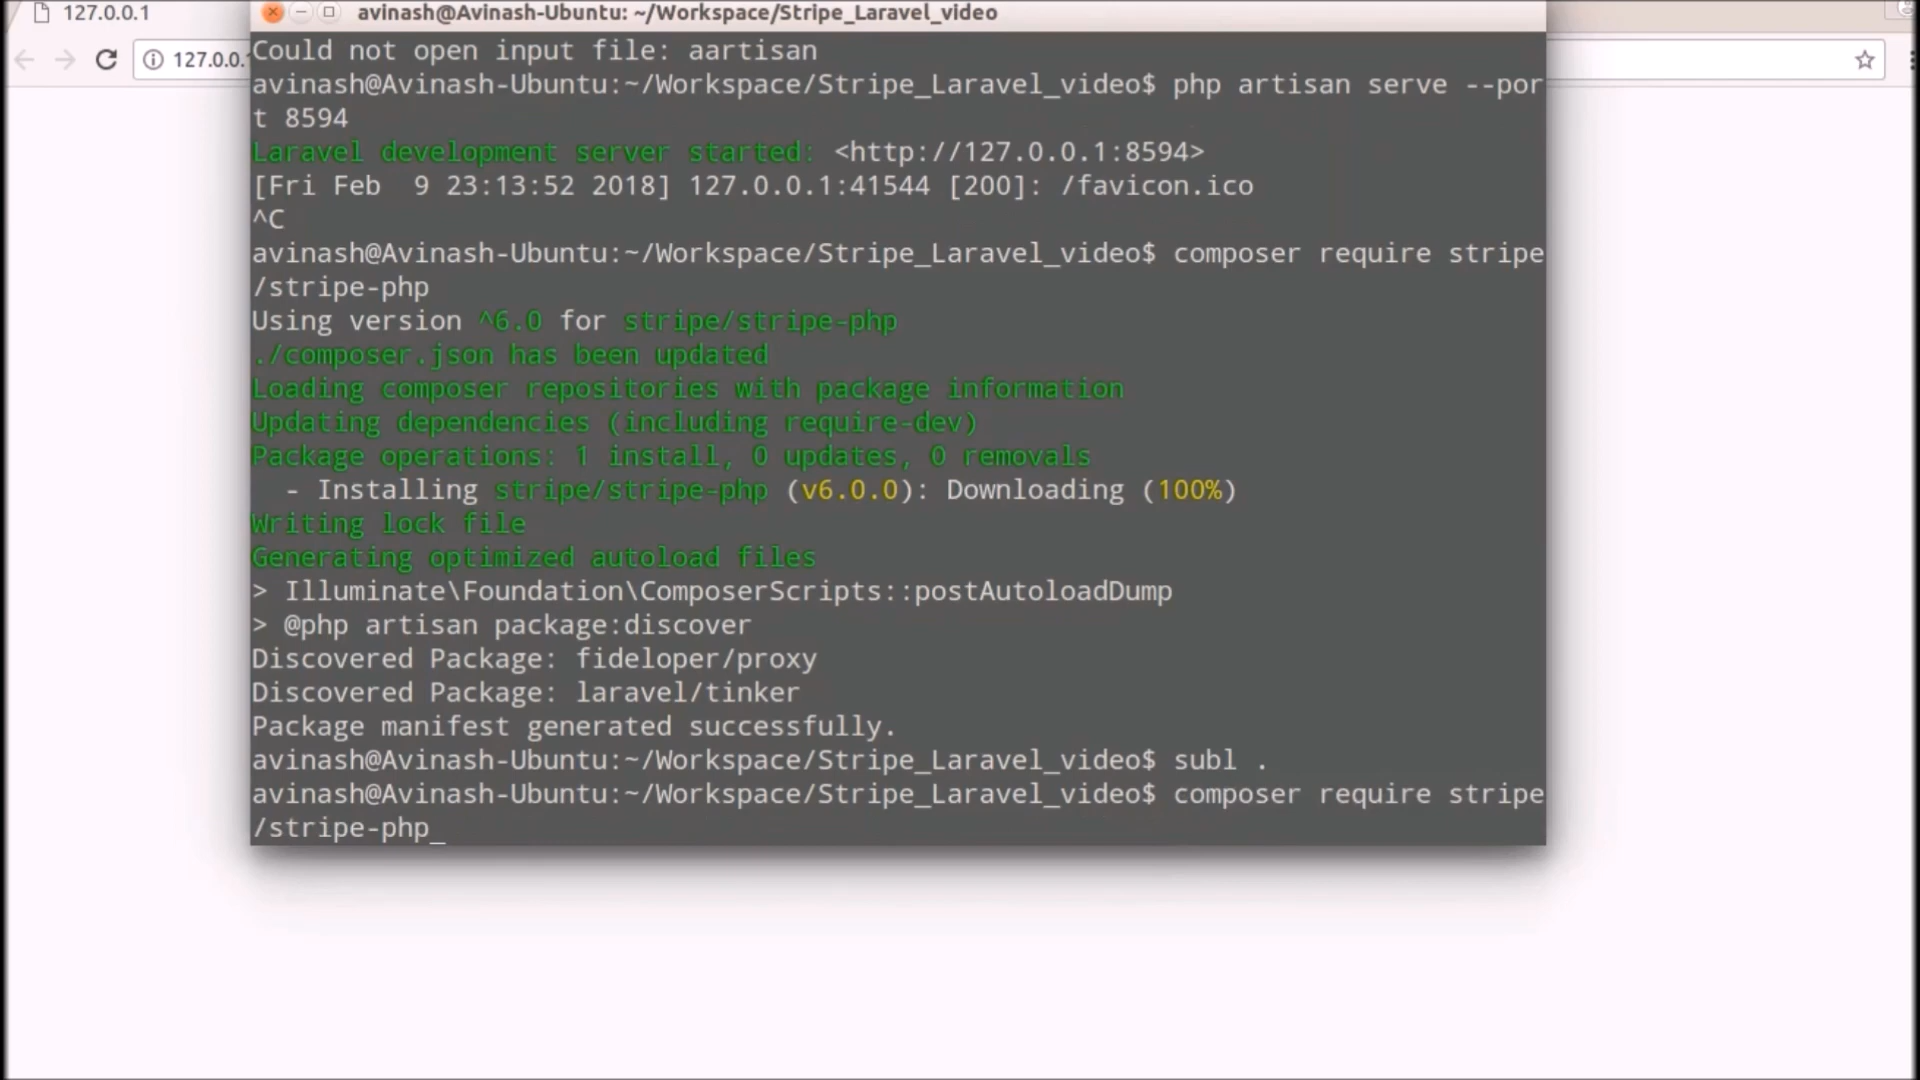 127.0.0.1
avinash@Avinash-Ubuntu: ~/Workspace/Stripe_Laravel_video
127.0.0.
Could not open input file: aartisan
avinash@Avinash-Ubuntu:~/Workspace/Stripe_Laravel_video$ php artisan serve --por
t 8594
Laravel development server started: <http://127.0.0.1:8594>
[Fri Feb  9 23:13:52 2018] 127.0.0.1:41544 [200]: /favicon.ico
^C
avinash@Avinash-Ubuntu:~/Workspace/Stripe_Laravel_video$ composer require stripe
/stripe-php
Using version ^6.0 for stripe/stripe-php
./composer.json has been updated
Loading composer repositories with package information
Updating dependencies (including require-dev)
Package operations: 1 install, 0 updates, 0 removals
  - Installing stripe/stripe-php (v6.0.0): Downloading (100%)
Writing lock file
Generating optimized autoload files
> Illuminate\Foundation\ComposerScripts::postAutoloadDump
> @php artisan package:discover
Discovered Package: fideloper/proxy
Discovered Package: laravel/tinker
Package manifest generated successfully.
avinash@Avinash-Ubuntu:~/Workspace/Stripe_Laravel_video$ subl .
avinash@Avinash-Ubuntu:~/Workspace/Stripe_Laravel_video$ composer require stripe
/stripe-php_